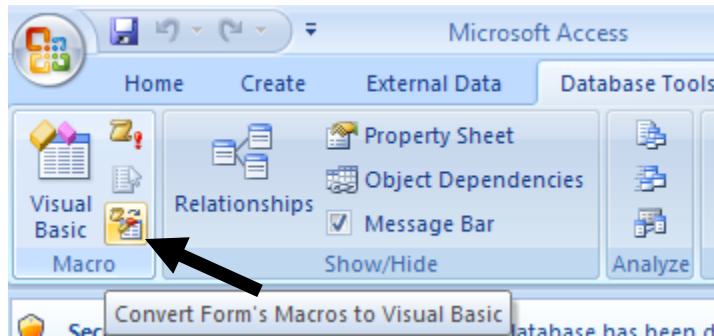 Microsoft Access
Home Create External Data Database Tools
Property Sheet
Object Dependencies
Visual Basic
Relationships
Message Bar
Macro Show/Hide Analyze
Convert Form's Macros to Visual Basic
database has been